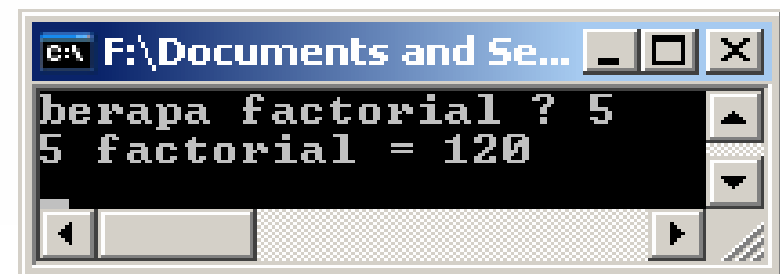 C:\ F:\Documents and Se...
berapa factorial ? 5
5 factorial = 120